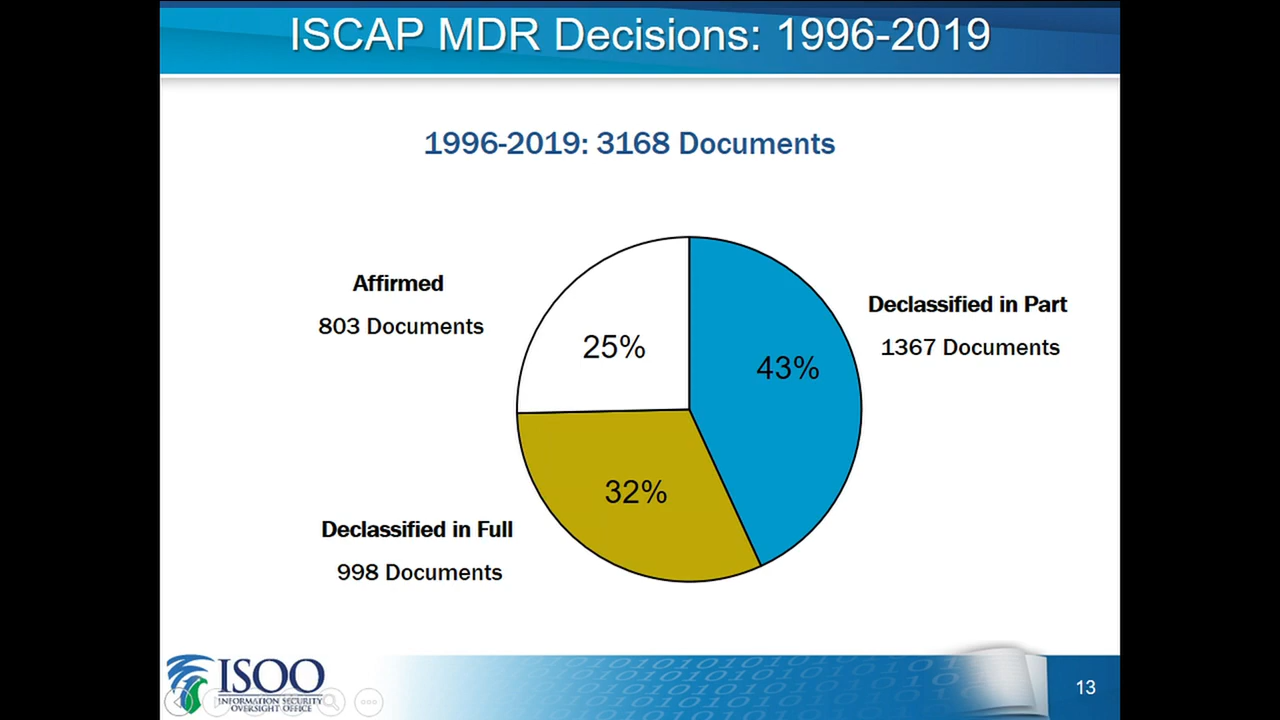 ISCAP MDR Decisions: 1996-2019
1996-2019: 3168 Documents
Affirmed
803 Documents
25%
Declassified in Part
1367 Documents
43%
32%
Declassified in Full
998 Documents
ISOO
INFORMATION SECURITY
OVERSIGHT OFFICE
13